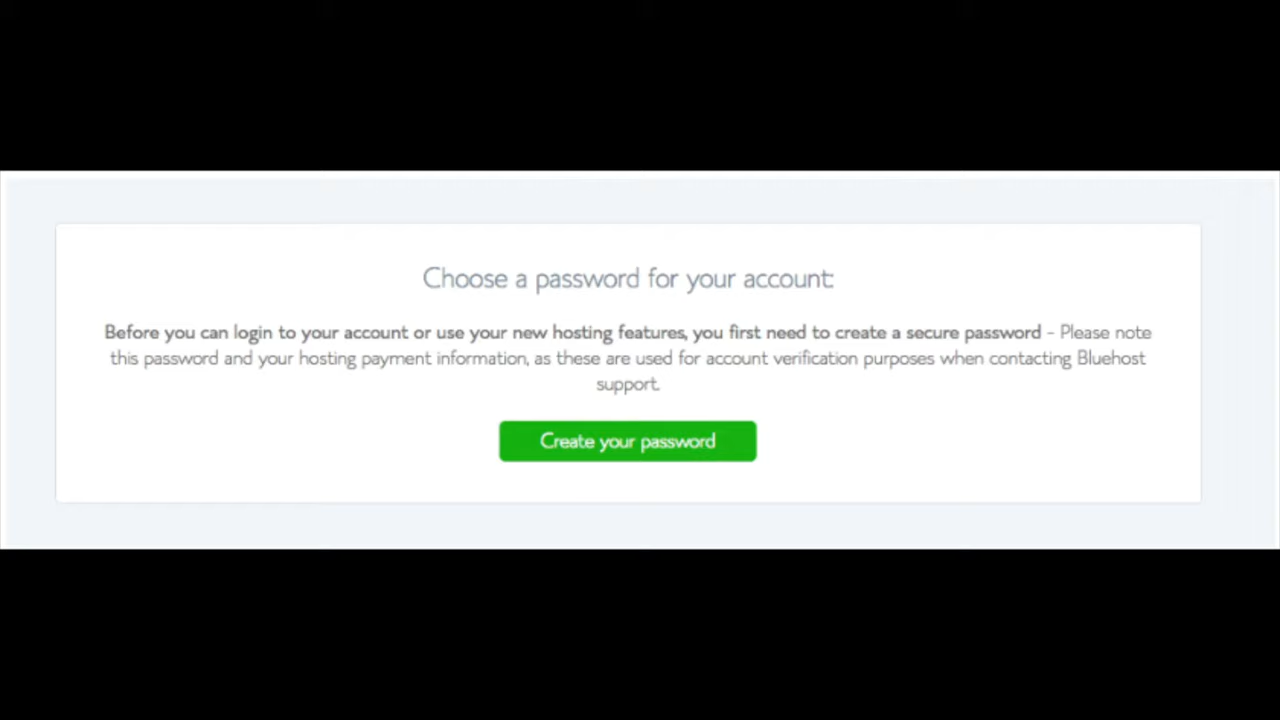 Choose a password for your account:
Before you can login to your account or use your new hosting features, you first need to create a secure password - Please note
this password and your hosting payment information, as these are used for account verification purposes when contacting Bluehost
support.
Create your password